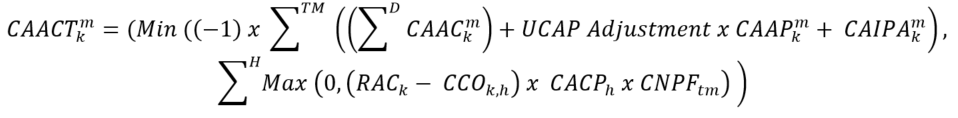 CAACT_k^m = (Min ((-1) x ∑^TM ((∑^D CAAC_k^m) + UCAP Adjustment x CAAP_k^m + CAIPA_k^m),
∑^H Max (0, (RAC_k − CCO_k,h) x CACP_h x CNPF_tm))